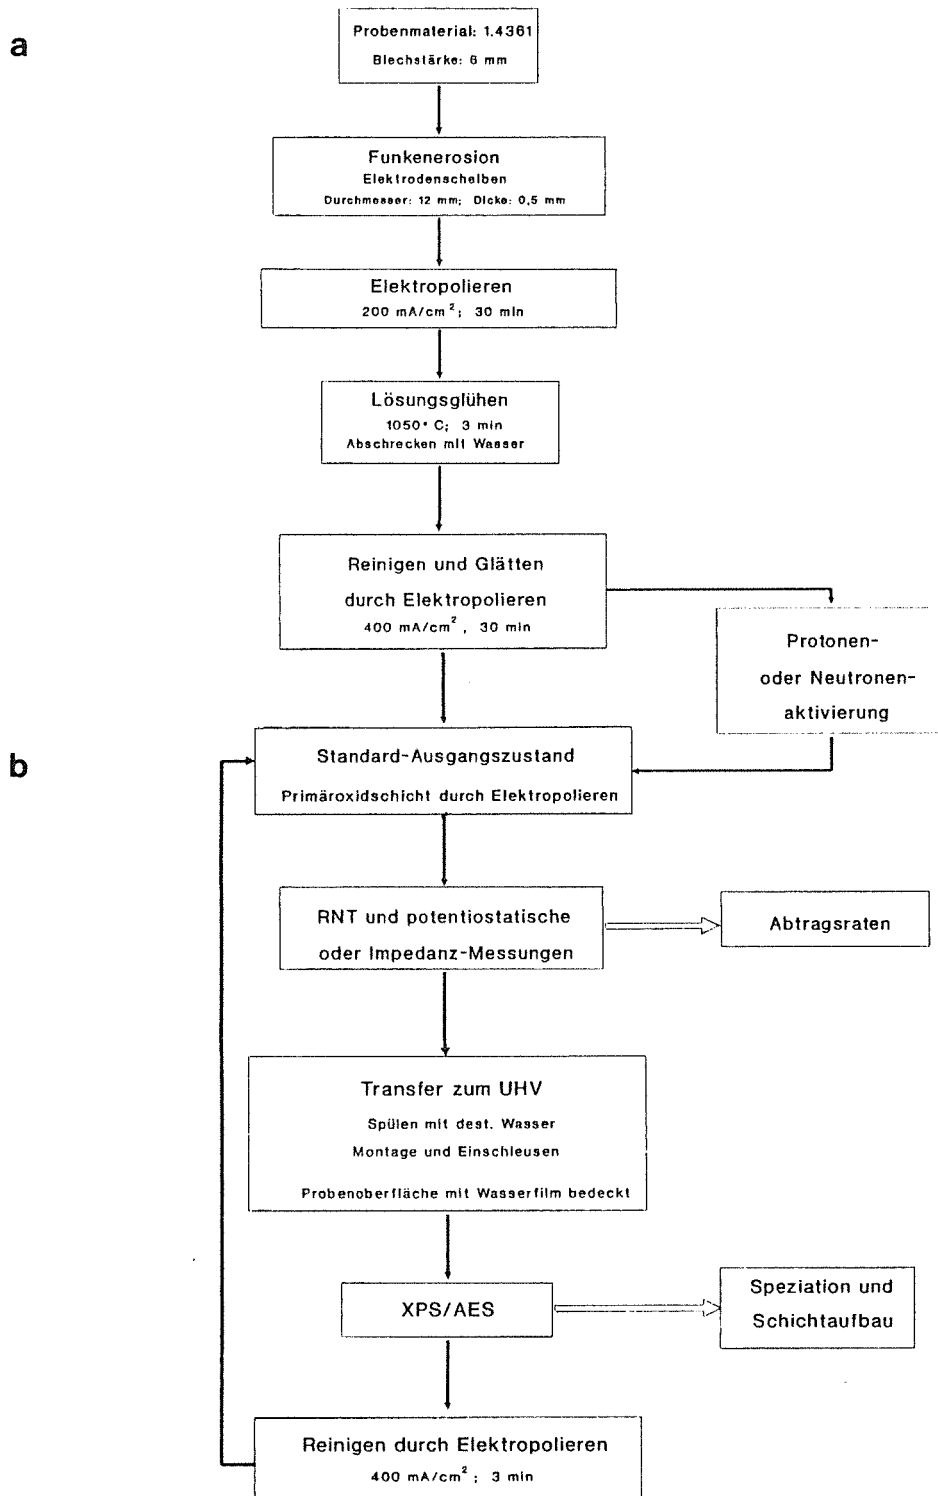 a
Probenmaterial: 1.4361
Blechstärke: 6 mm
Funkenerosion
Elektrodenscheiben
Durchmesser: 12 mm; Dicke: 0,5 mm
Elektropolieren
200 mA/cm²; 30 min
Lösungsglühen
1050° C; 3 min
Abschrecken mit Wasser
Reinigen und Glätten
durch Elektropolieren
400 mA/cm², 30 min
Protonen-
oder Neutronen-
aktivierung
b
Standard-Ausgangszustand
Primäroxidschicht durch Elektropolieren
RNT und potentiostatische
oder Impedanz-Messungen
Abtragsraten
Transfer zum UHV
Spülen mit dest. Wasser
Montage und Einschleusen
Probenoberfläche mit Wasserfilm bedeckt
XPS/AES
Speziation und
Schichtaufbau
Reinigen durch Elektropolieren
400 mA/cm²; 3 min